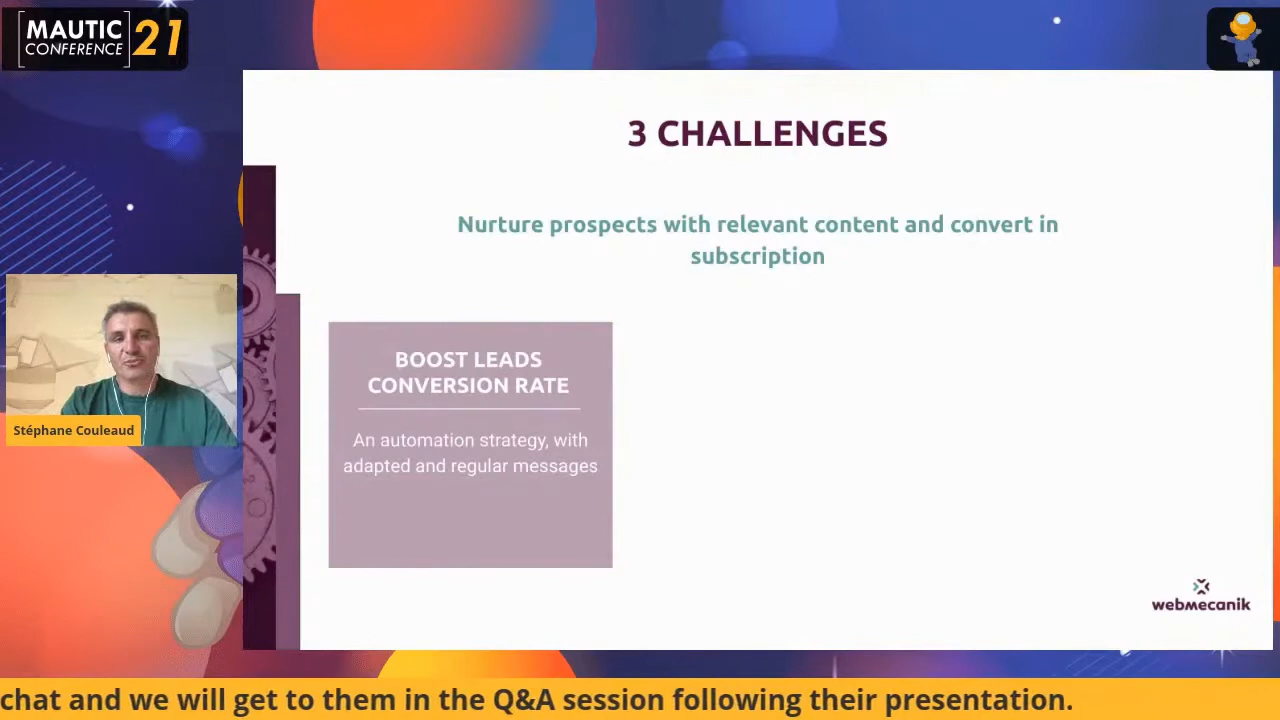 MAUTIC
CONFERENCE 21
3 CHALLENGES
Nurture prospects with relevant content and convert in
subscription
BOOST LEADS
CONVERSION RATE
An automation strategy, with
adapted and regular messages
Stéphane Couleaud
webmecanik
chat and we will get to them in the Q&A session following their presentation.